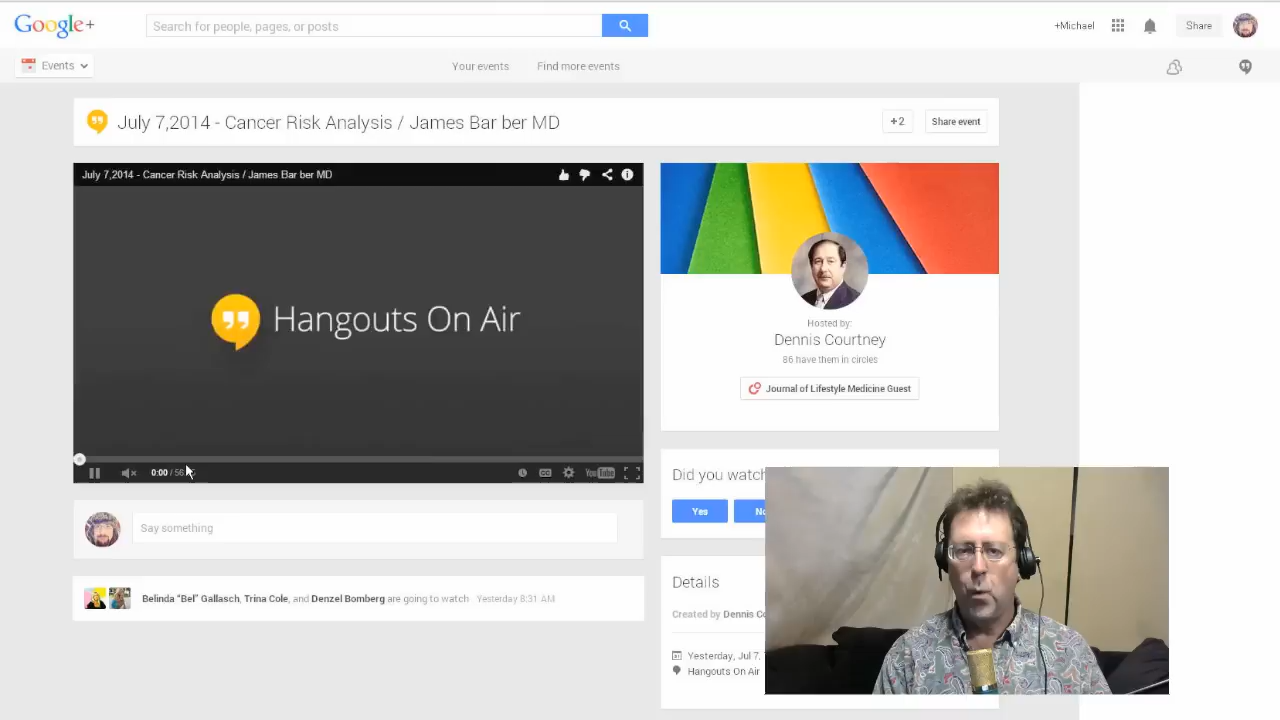 Google+
Search for people, pages, or posts
+Michael
Share
Events
Your events
Find more events
July 7,2014 - Cancer Risk Analysis / James Bar ber MD
+2
Share event
July 7,2014 - Cancer Risk Analysis / James Bar ber MD
Hangouts On Air
0:00 / 56
YouTube
Hosted by:
Dennis Courtney
86 have them in circles
Journal of Lifestyle Medicine Guest
Did you watch
Yes
No
Say something
Belinda "Bel" Gallasch, Trina Cole, and Denzel Bomberg are going to watch Yesterday 8:31 AM
Details
Created by Dennis Co
Yesterday, Jul 7,
Hangouts On Air